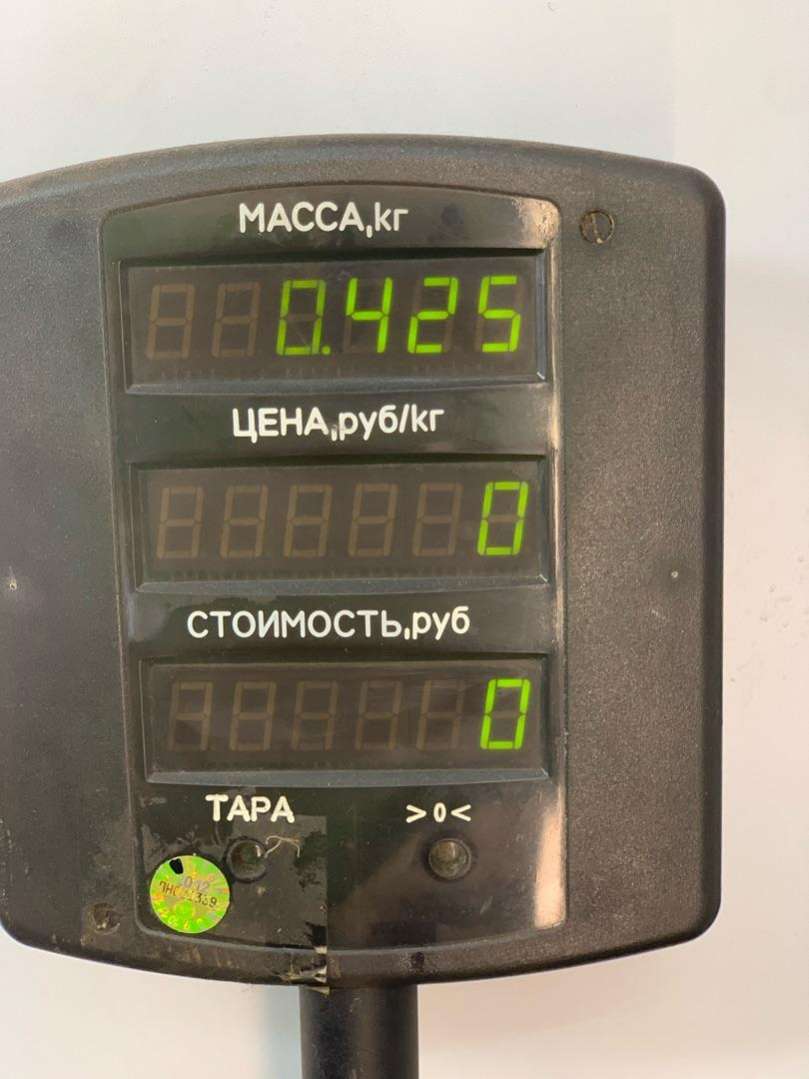 МАССА,кг
0.425
ЦЕНА,руб/кг
0
СТОИМОСТЬ,руб
0
ТАРА >0<